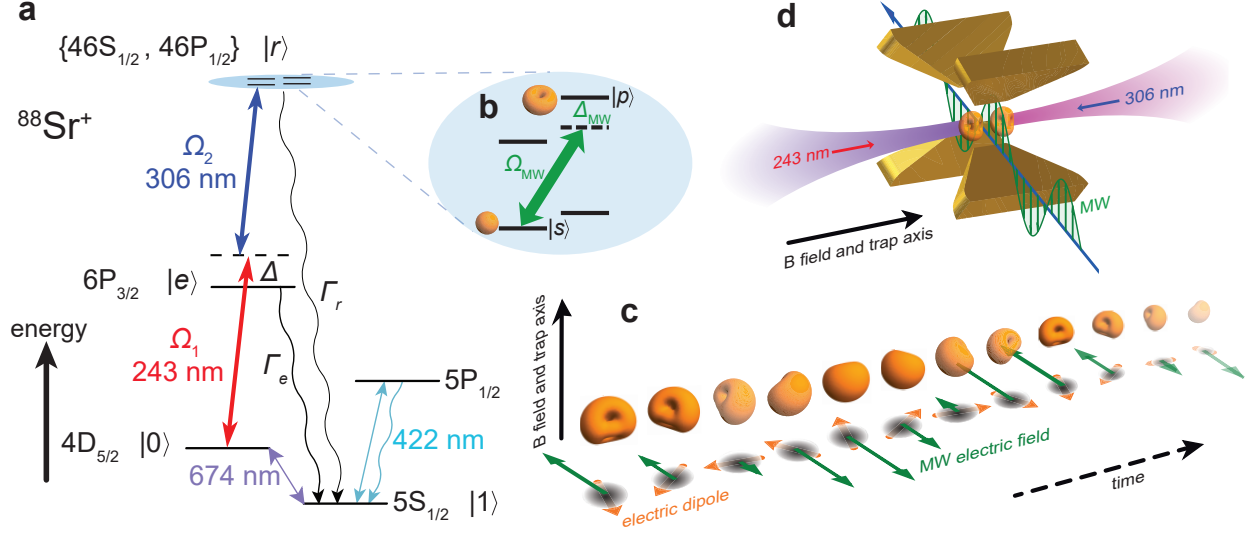 a
{46S1/2 , 46P1/2} |r⟩
88Sr+
Ω2
306 nm
6P3/2 |e⟩
Δ
energy
Ω1
243 nm
Γr
Γe
5P1/2
4D5/2 |0⟩
674 nm
422 nm
5S1/2 |1⟩
b
|p⟩
ΔMW
ΩMW
|s⟩
d
306 nm
243 nm
MW
B field and trap axis
c
B field and trap axis
MW electric field
electric dipole
time